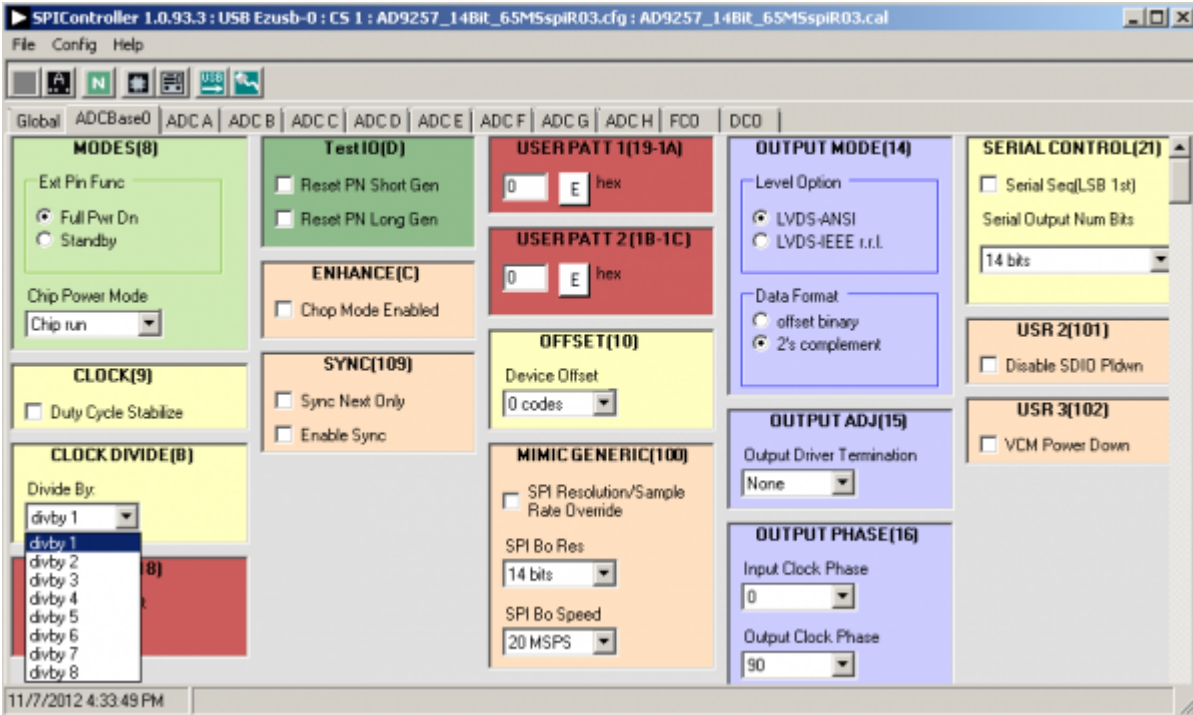 SPIController 1.0.93.3 : USB Ezusb-0 : CS 1 : AD9257_14Bit_65MSspiR03.cfg : AD9257_14Bit_65MSspiR03.cal
File Config Help
Global ADCBase0 ADC A ADC B ADC C ADC D ADC E ADC F ADC G ADC H FCO DCO
MODES(8)
Ext Pin Func
Full Pwr Dn
Standby
Chip Power Mode
Chip run
CLOCK(9)
Duty Cycle Stabilize
CLOCK DIVIDE(B)
Divide By:
divby 1
divby 1
divby 2
divby 3
divby 4
divby 5
divby 6
divby 7
divby 8
18)
Test IO(D)
Reset PN Short Gen
Reset PN Long Gen
ENHANCE(C)
Chop Mode Enabled
SYNC(109)
Sync Next Only
Enable Sync
USER PATT 1(19-1A)
0 E hex
USER PATT 2(1B-1C)
0 E hex
OFFSET(10)
Device Offset
0 codes
MIMIC GENERIC(100)
SPI Resolution/Sample
Rate Override
SPI Bo Res
14 bits
SPI Bo Speed
20 MSPS
OUTPUT MODE(14)
Level Option
LVDS-ANSI
LVDS-IEEE r.r.l.
Data Format
offset binary
2's complement
OUTPUT ADJ(15)
Output Driver Termination
None
OUTPUT PHASE(16)
Input Clock Phase
0
Output Clock Phase
90
SERIAL CONTROL(21)
Serial Seq(LSB 1st)
Serial Output Num Bits
14 bits
USR 2(101)
Disable SDIO Pldwn
USR 3(102)
VCM Power Down
11/7/2012 4:33:49 PM